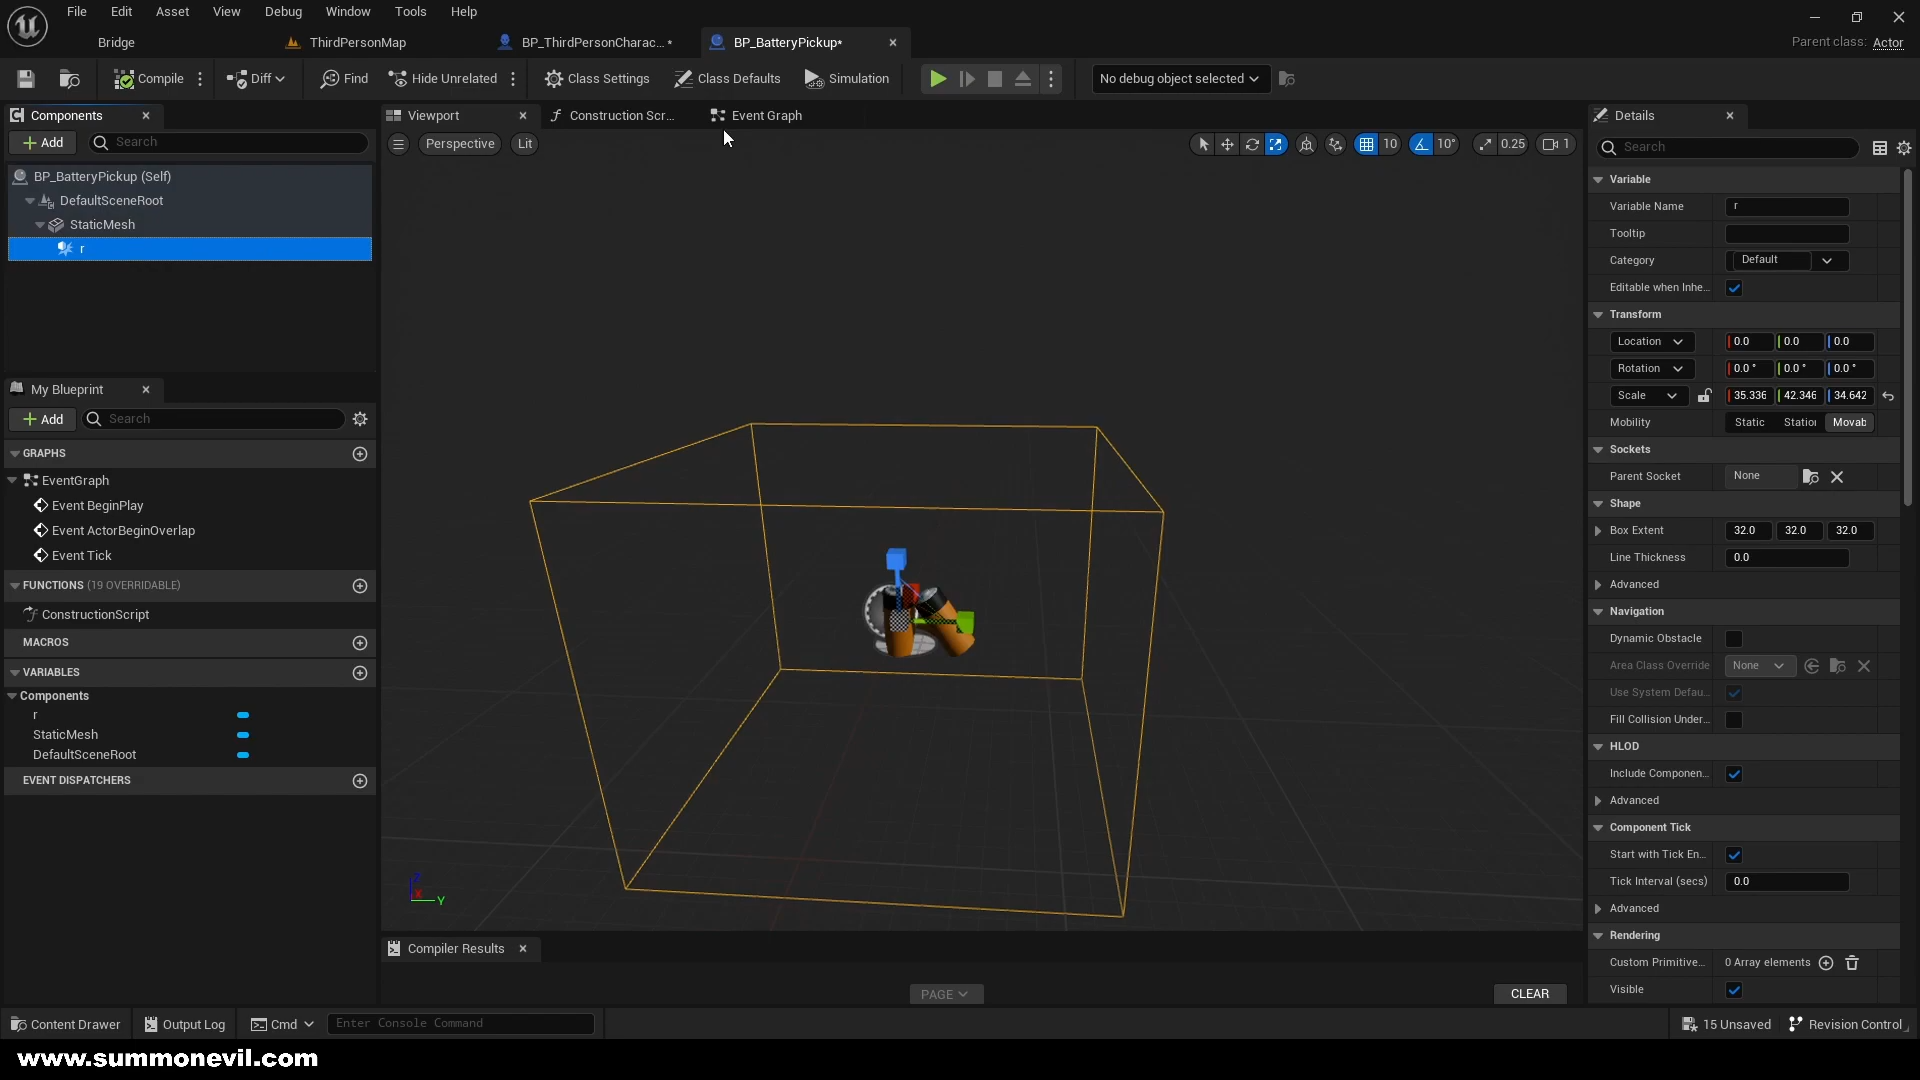 File Edit Asset View Debug Window Tools Help
Bridge ThirdPersonMap BP_ThirdPersonCharac... * BP_BatteryPickup*
Parent class: Actor
Compile Diff Find Hide Unrelated Class Settings Class Defaults Simulation No debug object selected
Components
Add Search
BP_BatteryPickup (Self)
DefaultSceneRoot
StaticMesh
r
My Blueprint
Add Search
GRAPHS
EventGraph
Event BeginPlay
Event ActorBeginOverlap
Event Tick
FUNCTIONS (19 OVERRIDABLE)
ConstructionScript
MACROS
VARIABLES
Components
r
StaticMesh
DefaultSceneRoot
EVENT DISPATCHERS
Viewport Construction Scr... Event Graph
Perspective Lit 10 10° 0.25 1
Z
X
Y
Compiler Results
PAGE
CLEAR
Details
Search
Variable
Variable Name r
Tooltip
Category Default
Editable when Inhe...
Transform
Location 0.0 0.0 0.0
Rotation 0.0 ° 0.0 ° 0.0 °
Scale 35.336 42.346 34.642
Mobility Static Station Movab
Sockets
Parent Socket None
Shape
Box Extent 32.0 32.0 32.0
Line Thickness 0.0
Advanced
Navigation
Dynamic Obstacle
Area Class Override None
Use System Defau...
Fill Collision Under...
HLOD
Include Componen...
Advanced
Component Tick
Start with Tick En...
Tick Interval (secs) 0.0
Advanced
Rendering
Custom Primitive... 0 Array elements
Visible
Content Drawer Output Log Cmd Enter Console Command
15 Unsaved Revision Control
www.summonevil.com